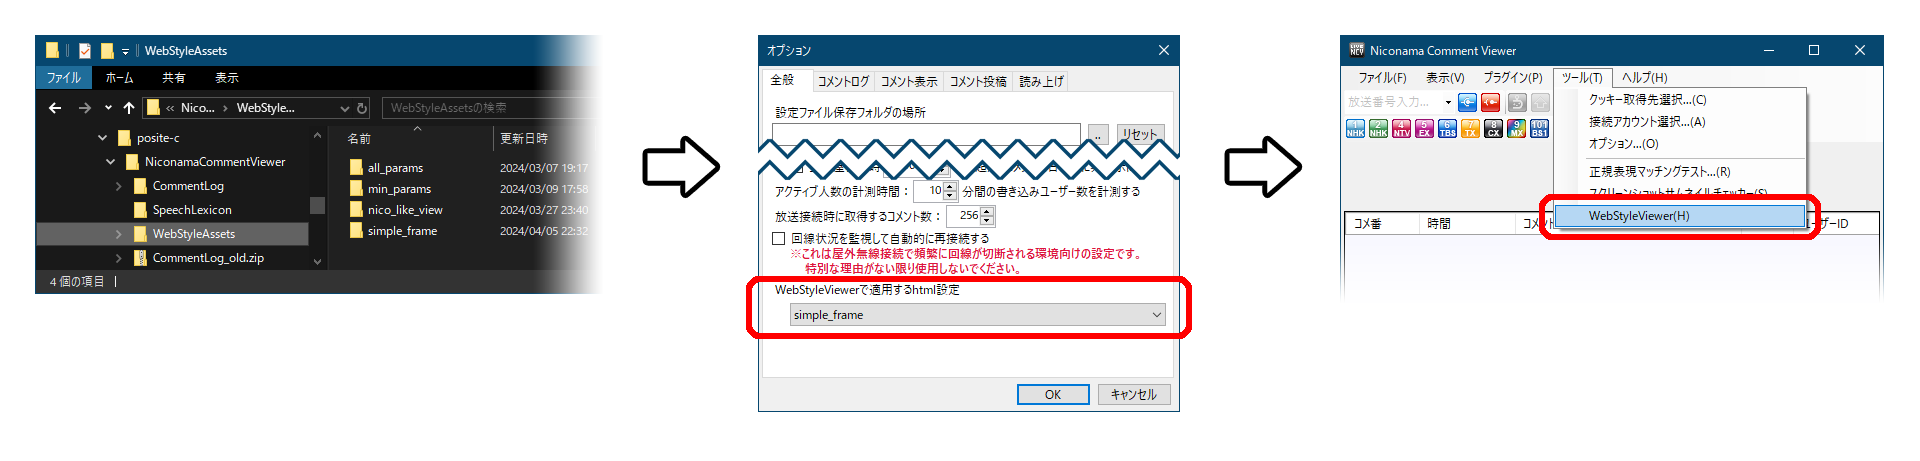 WebStyleAssets
ファイル ホーム 共有 表示
Nico... › WebStyle...
WebStyleAssetsの検索
posite-c
NiconamaCommentViewer
CommentLog
SpeechLexicon
WebStyleAssets
CommentLog_old.zip
名前 更新日時
all_params 2024/03/07 19:17
min_params 2024/03/09 17:58
nico_like_view 2024/03/27 23:40
simple_frame 2024/04/05 22:32
4 個の項目
オプション
全般 コメントログ コメント表示 コメント投稿 読み上げ
設定ファイル保存フォルダの場所
.. リセット
アクティブ人数の計測時間: 10 分間の書き込みユーザー数を計測する
放送接続時に取得するコメント数: 256
回線状況を監視して自動的に再接続する
※これは屋外無線接続で頻繁に回線が切断される環境向けの設定です。
特別な理由がない限り使用しないでください。
WebStyleViewerで適用するhtml設定
simple_frame
OK キャンセル
Niconama Comment Viewer
ファイル(F) 表示(V) プラグイン(P) ツール(T) ヘルプ(H)
放送番号入力...
1 NHK 2 NHK 4 NTV 5 EX 6 TBS 7 TX 8 CX 9 MX 101 BS1
クッキー取得先選択...(C)
接続アカウント選択...(A)
オプション...(O)
正規表現マッチングテスト...(R)
スクリーンショットサムネイルチェッカー(S)
WebStyleViewer(H)
コメ番 時間 コメント ユーザーID